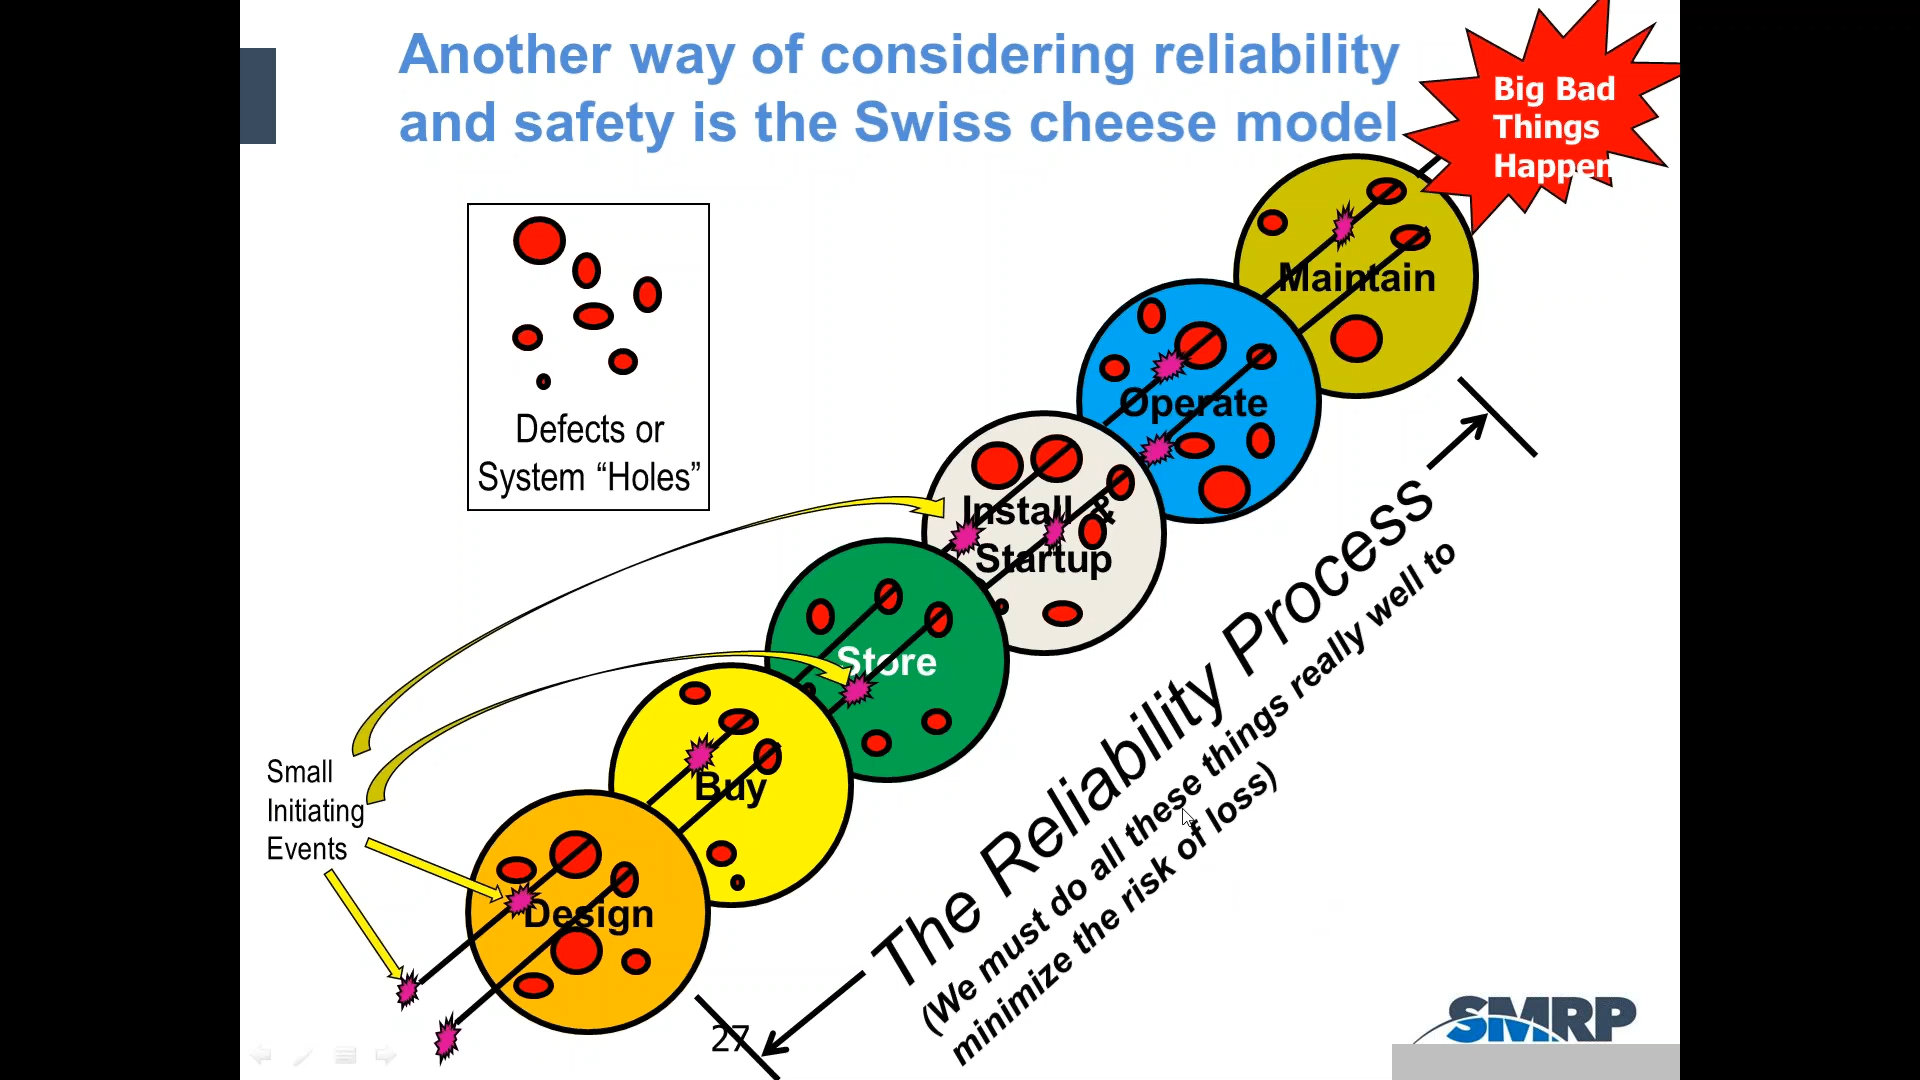 Another way of considering reliability
and safety is the Swiss cheese model
Big Bad
Things
Happen
Maintain
Defects or
System “Holes”
Operate
Install &
Startup
Store
Buy
Small
Initiating
Events
Design
The Reliability Process
(We must do all these things really well to
minimize the risk of loss)
27
SMRP